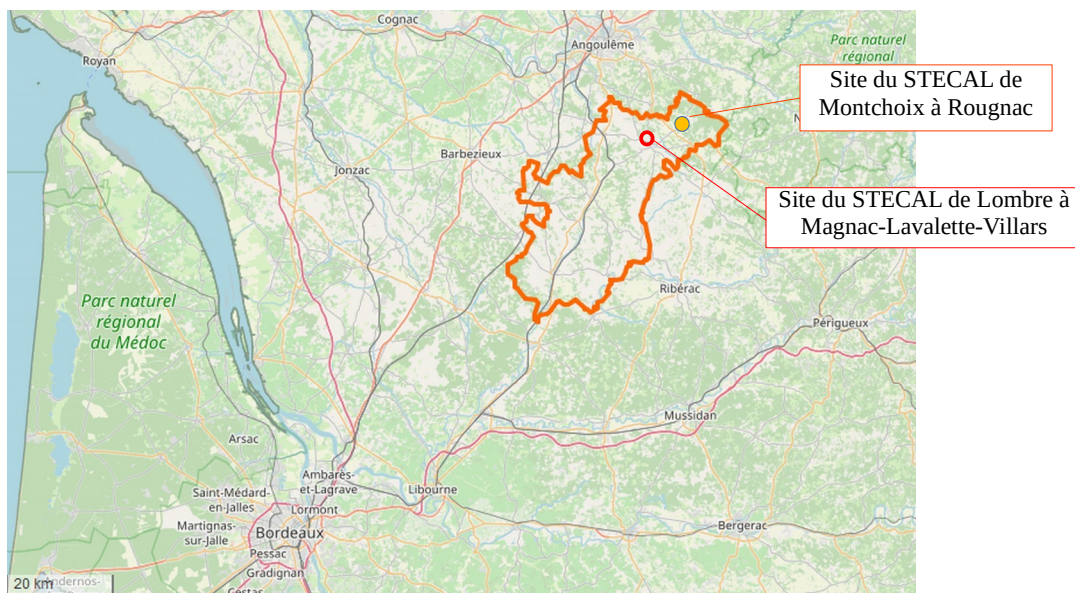 Cognac
Royan
Angoulême
Parc naturel
régional
Site du STECAL de
Montchoix à Rougnac
N
Barbezieux
Jonzac
Site du STECAL de Lombre à
Magnac-Lavalette-Villars
Parc naturel
régional
du Médoc
Ribérac
Périgueux
Mussidan
Arsac
Ambarès-
et-Lagrave
Libourne
Saint-Médard-
en-Jalles
Lormont
Martignas-
sur-Jalle
Bordeaux
Bergerac
Pessac
Gradignan
20 km
Andernos-
Cestas